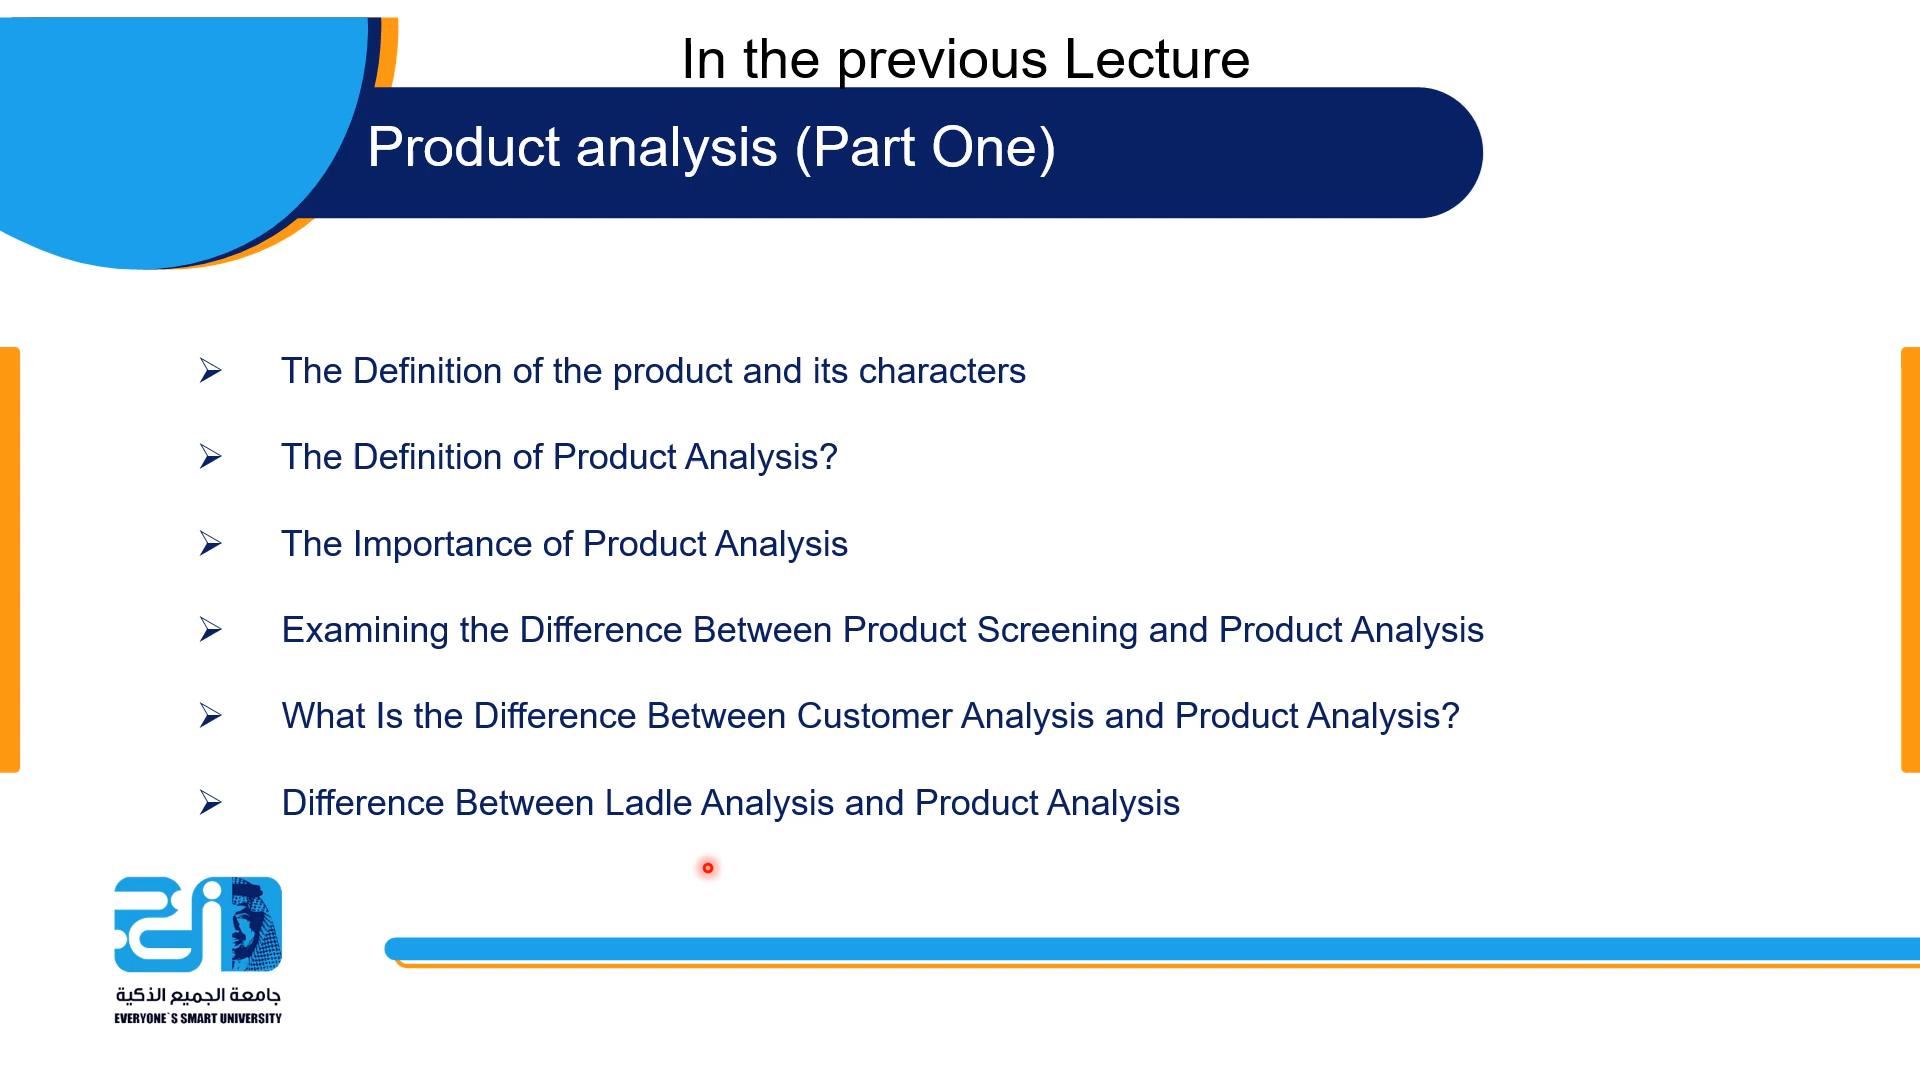 In the previous Lecture
Product analysis (Part One)
The Definition of the product and its characters
The Definition of Product Analysis?
The Importance of Product Analysis
Examining the Difference Between Product Screening and Product Analysis
What Is the Difference Between Customer Analysis and Product Analysis?
Difference Between Ladle Analysis and Product Analysis
جامعة الجميع الذكية
EVERYONE`S SMART UNIVERSITY